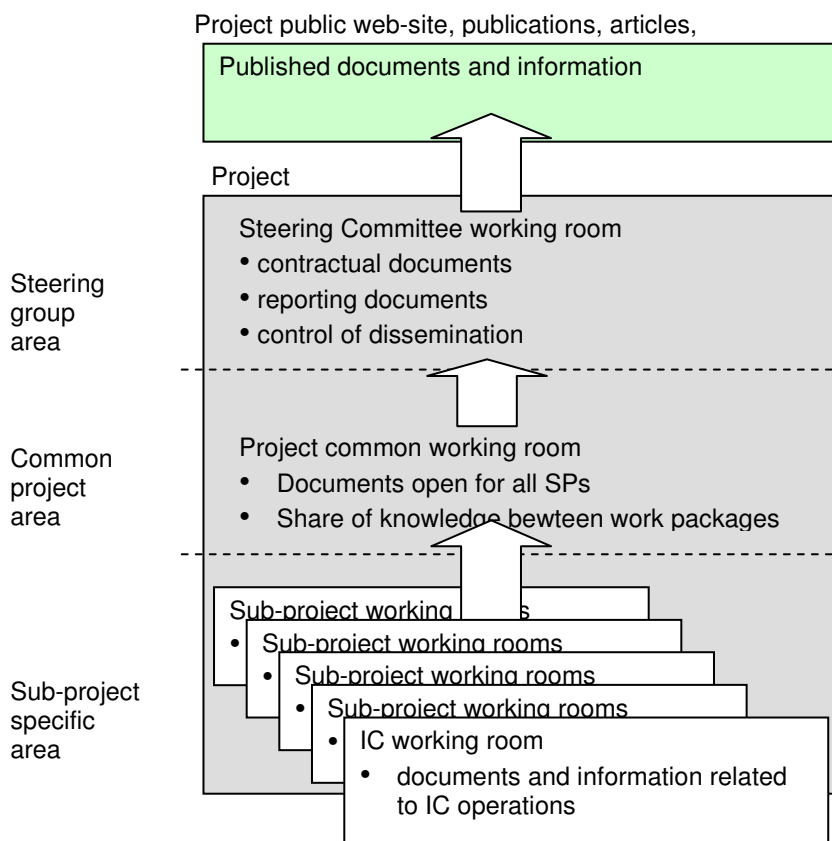 Project public web-site, publications, articles,
Published documents and information
Project
Steering Committee working room
• contractual documents
• reporting documents
• control of dissemination
Steering
group
area
Project common working room
• Documents open for all SPs
• Share of knowledge bewteen work packages
Common
project
area
Sub-project working s
•
Sub-project working rooms
•
Sub-project working rooms
•
Sub-project working rooms
•
IC working room
• documents and information related
to IC operations
Sub-project
specific
area